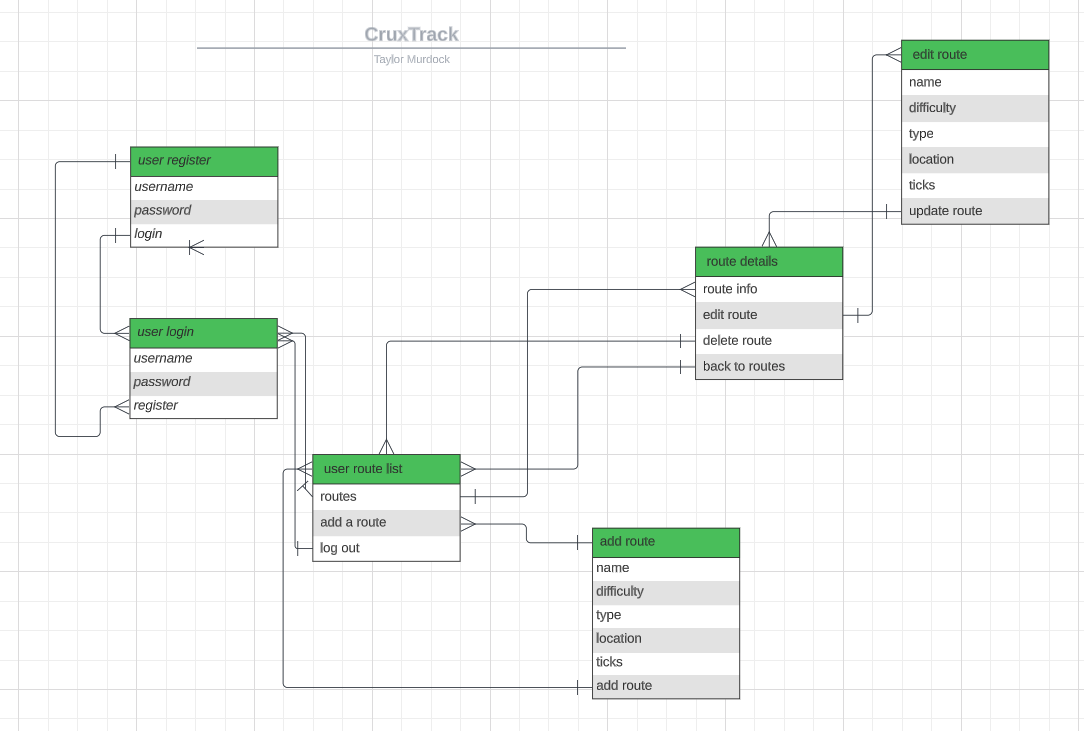 CruxTrack
Taylor Murdock
edit route
name
difficulty
type
location
ticks
update route
user register
username
password
login
route details
route info
edit route
delete route
back to routes
user login
username
password
register
user route list
routes
add a route
log out
add route
name
difficulty
type
location
ticks
add route